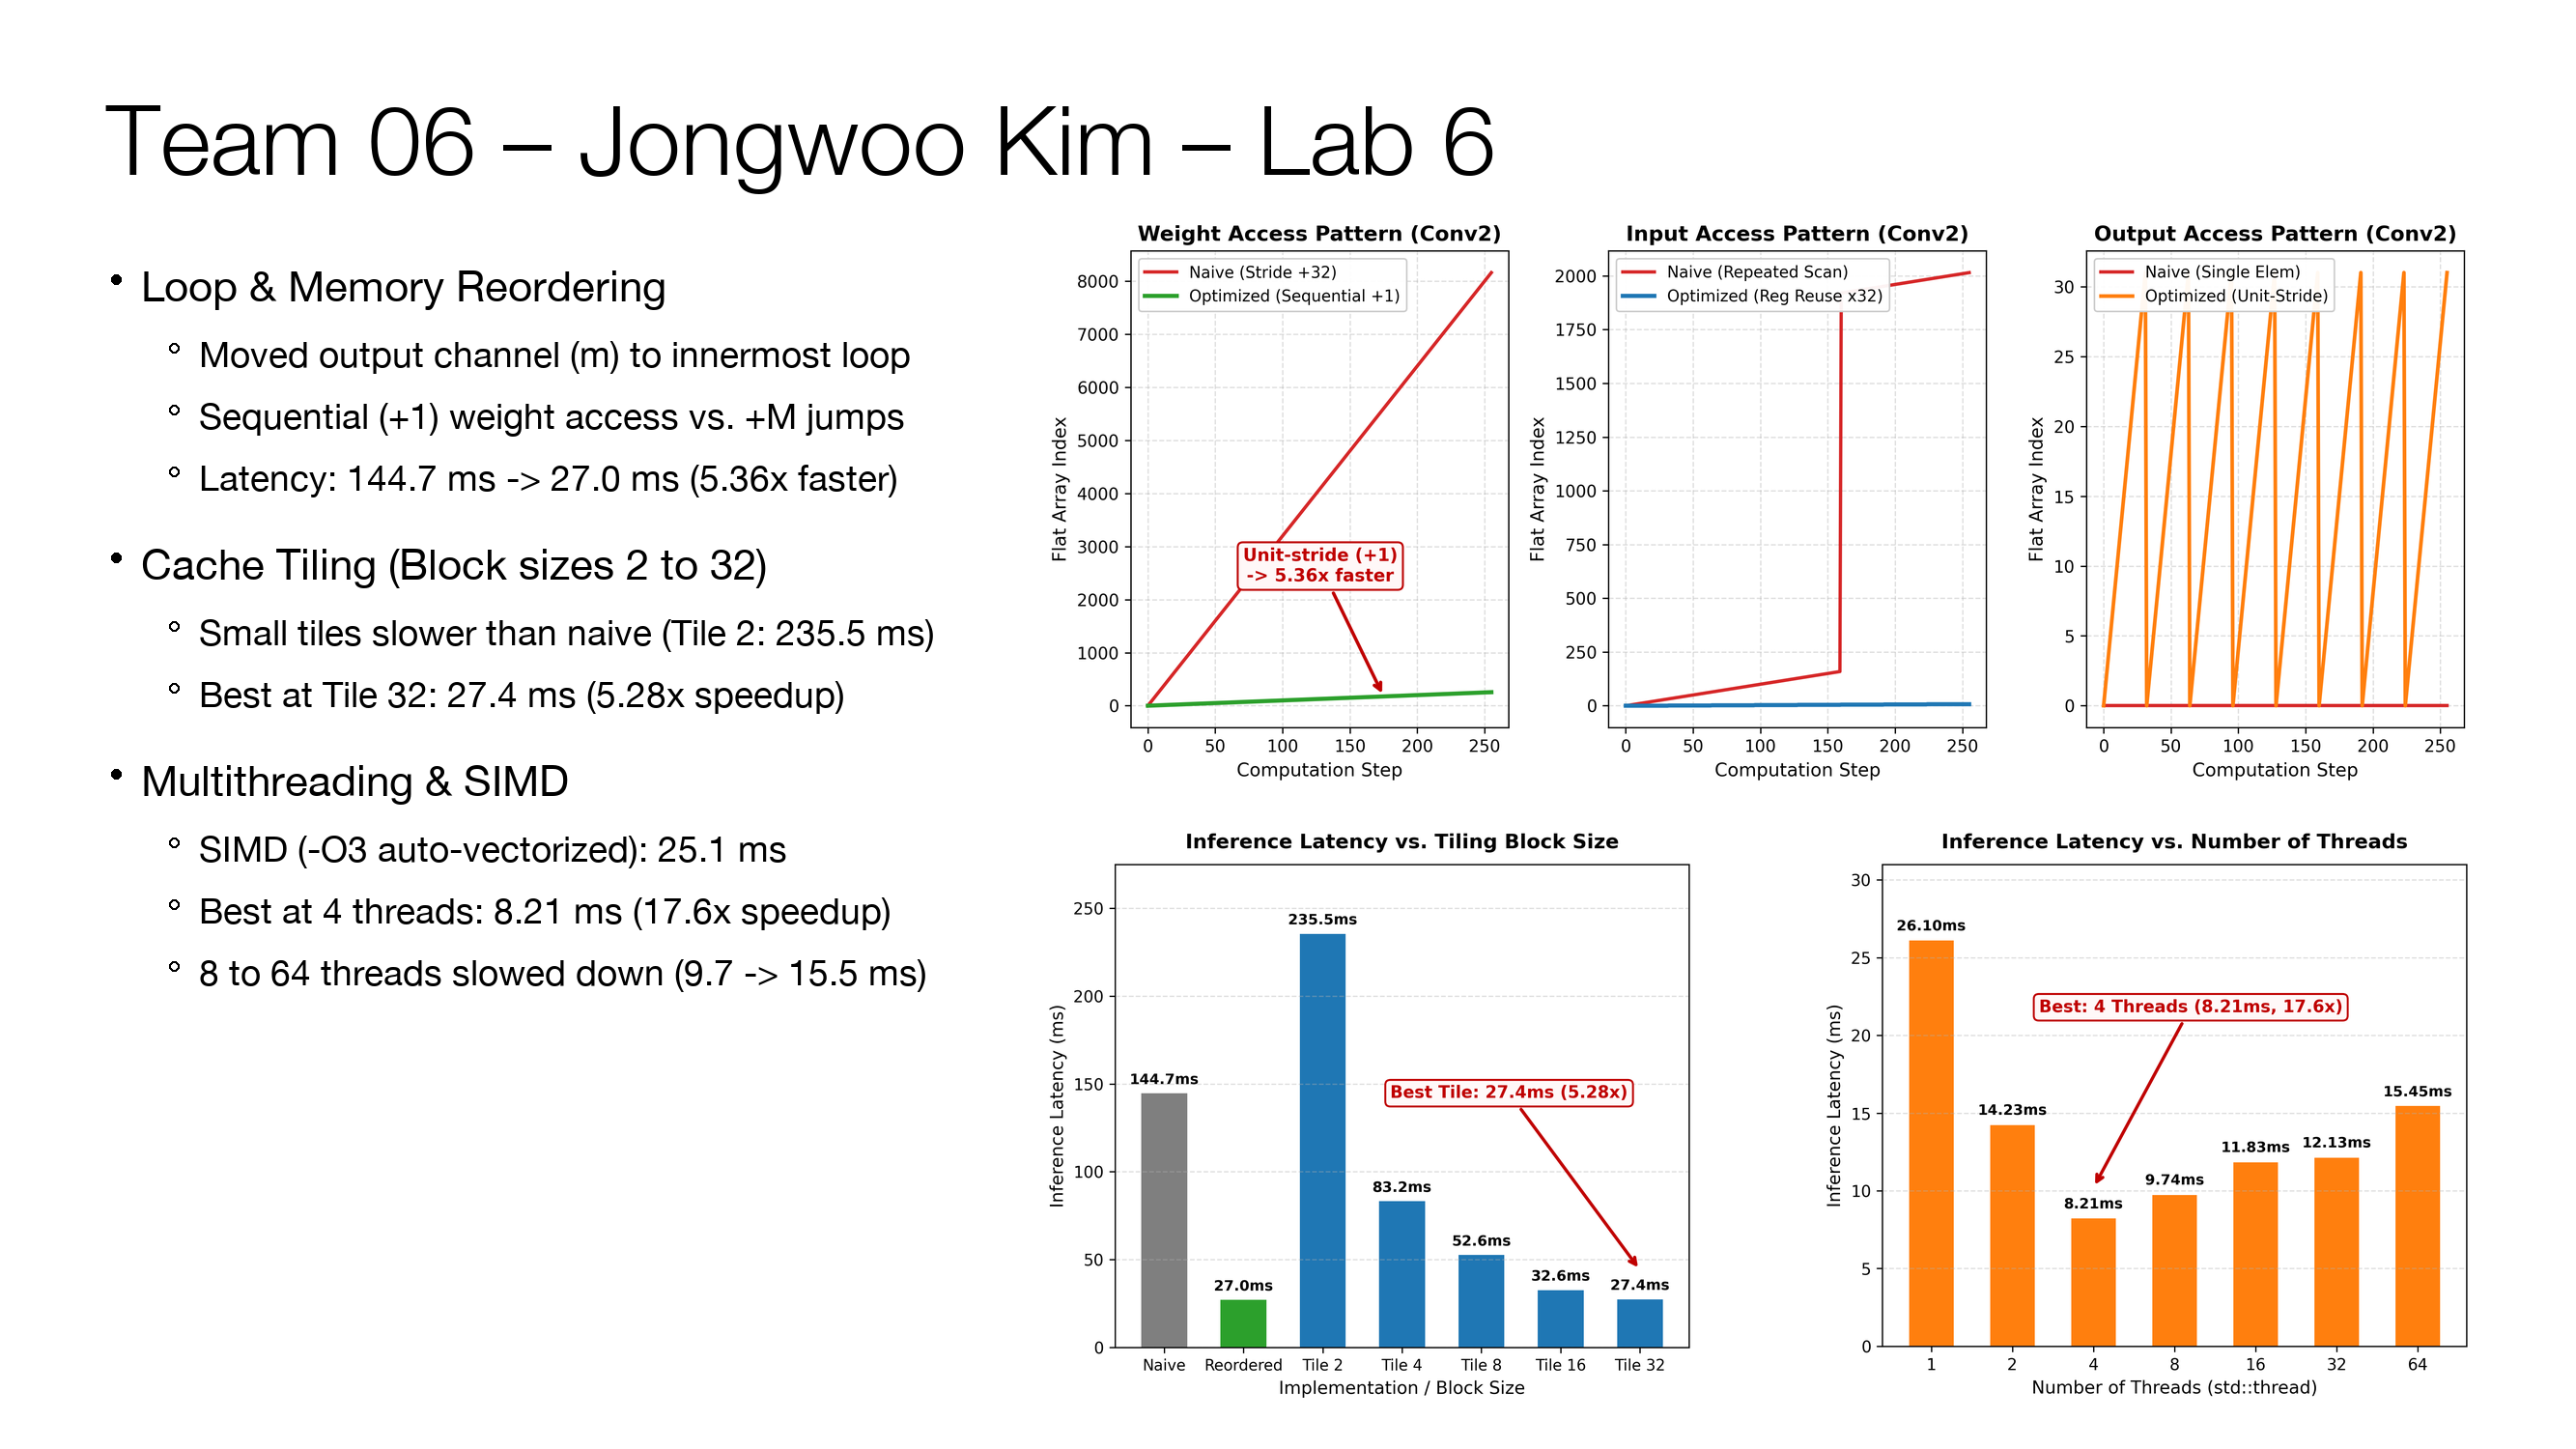 Team 06 – Jongwoo Kim – Lab 6
• Loop & Memory Reordering
° Moved output channel (m) to innermost loop
° Sequential (+1) weight access vs. +M jumps
° Latency: 144.7 ms -> 27.0 ms (5.36x faster)
• Cache Tiling (Block sizes 2 to 32)
° Small tiles slower than naive (Tile 2: 235.5 ms)
° Best at Tile 32: 27.4 ms (5.28x speedup)
• Multithreading & SIMD
° SIMD (-O3 auto-vectorized): 25.1 ms
° Best at 4 threads: 8.21 ms (17.6x speedup)
° 8 to 64 threads slowed down (9.7 -> 15.5 ms)
Weight Access Pattern (Conv2)
Naive (Stride +32)
Optimized (Sequential +1)
8000
7000
6000
5000
4000
3000
2000
1000
0
Flat Array Index
Unit-stride (+1)
-> 5.36x faster
0 50 100 150 200 250
Computation Step
Input Access Pattern (Conv2)
Naive (Repeated Scan)
Optimized (Reg Reuse x32)
2000
1750
1500
1250
1000
750
500
250
0
Flat Array Index
0 50 100 150 200 250
Computation Step
Output Access Pattern (Conv2)
Naive (Single Elem)
Optimized (Unit-Stride)
30
25
20
15
10
5
0
Flat Array Index
0 50 100 150 200 250
Computation Step
Inference Latency vs. Tiling Block Size
250
200
150
100
50
0
Inference Latency (ms)
144.7ms
27.0ms
235.5ms
83.2ms
52.6ms
32.6ms
27.4ms
Best Tile: 27.4ms (5.28x)
Naive Reordered Tile 2 Tile 4 Tile 8 Tile 16 Tile 32
Implementation / Block Size
Inference Latency vs. Number of Threads
30
25
20
15
10
5
0
Inference Latency (ms)
26.10ms
14.23ms
8.21ms
9.74ms
11.83ms
12.13ms
15.45ms
Best: 4 Threads (8.21ms, 17.6x)
1 2 4 8 16 32 64
Number of Threads (std::thread)